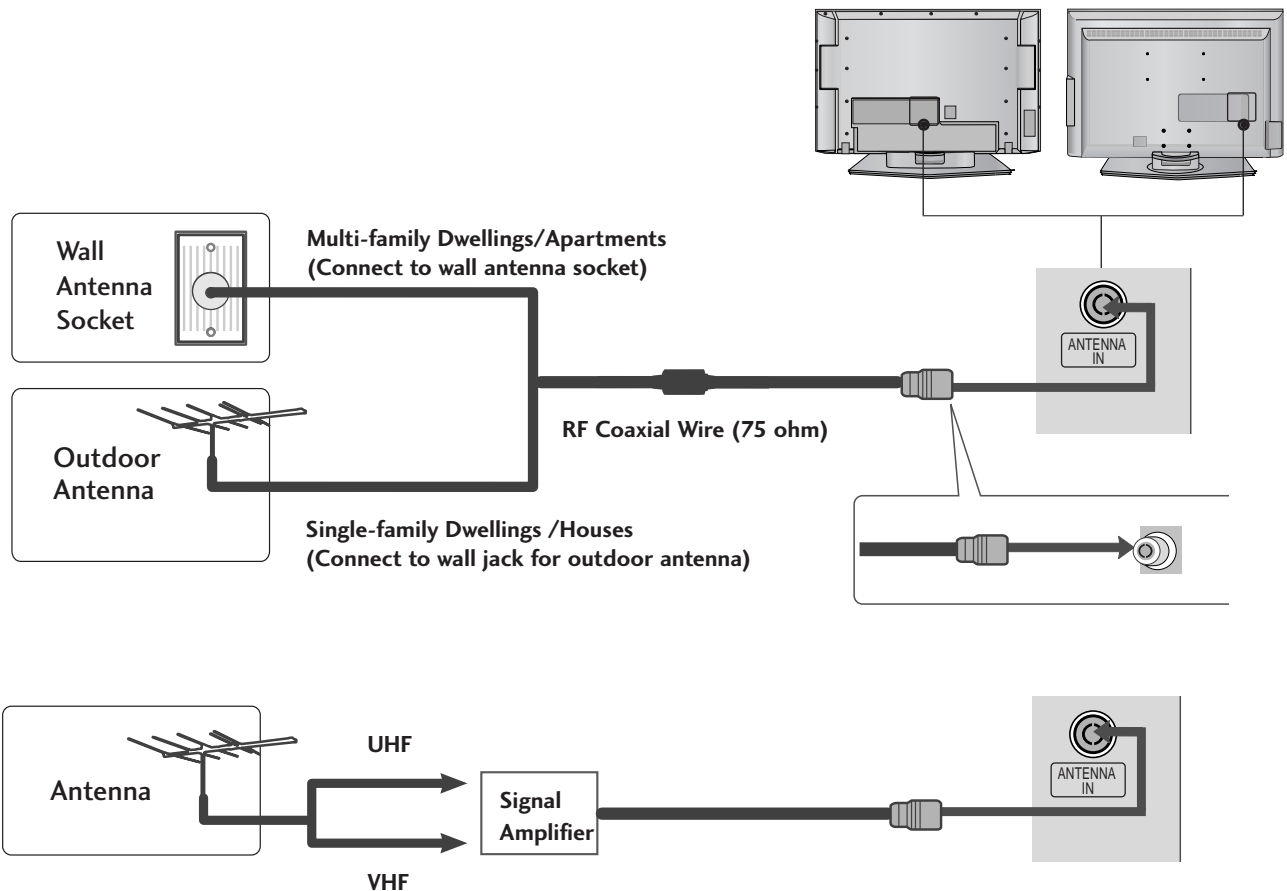 Wall
Antenna
Socket
Multi-family Dwellings/Apartments
(Connect to wall antenna socket)
ANTENNA
IN
RF Coaxial Wire (75 ohm)
Outdoor
Antenna
Single-family Dwellings /Houses
(Connect to wall jack for outdoor antenna)
Antenna
UHF
VHF
Signal
Amplifier
ANTENNA
IN